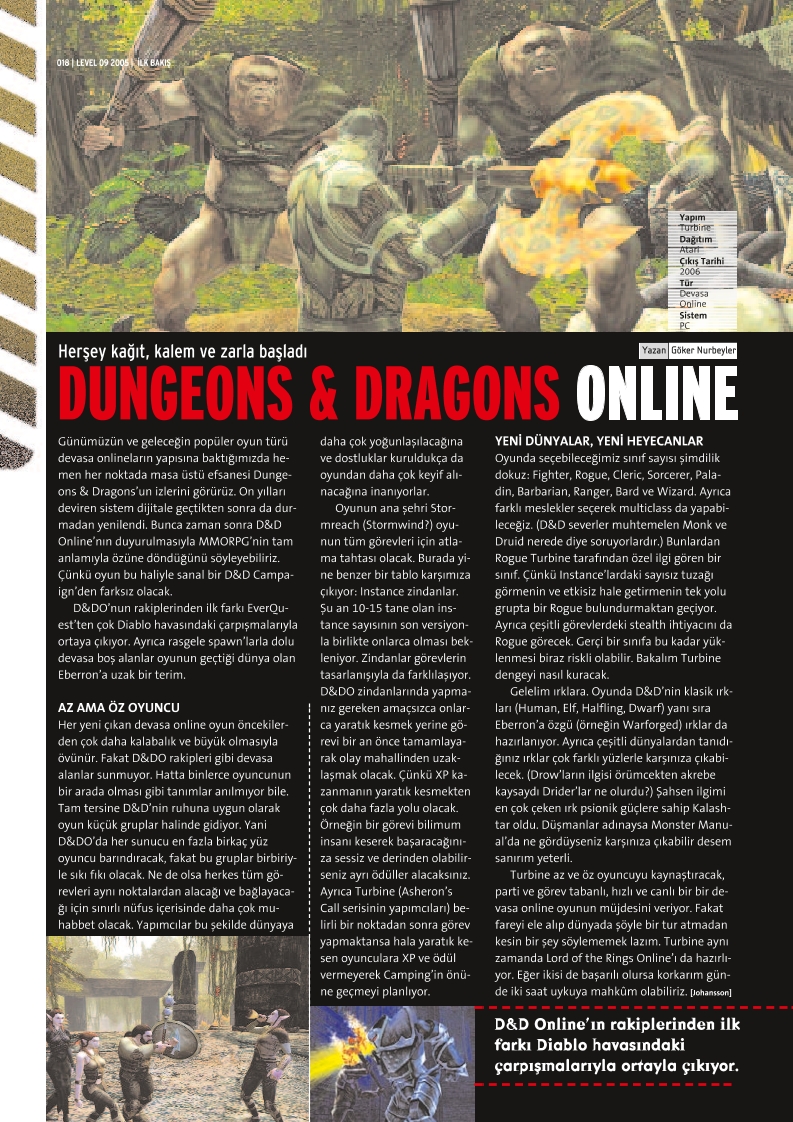 018 | LEVEL 09 2005 | İLK BAKIŞ
Yapım
Turbine
Dağıtım
Atari
Çıkış Tarihi
2006
Tür
Devasa
Online
Sistem
PC
Herşey kağıt, kalem ve zarla başladı
Yazan Göker Nurbeyler
DUNGEONS & DRAGONS ONLINE
Günümüzün ve geleceğin popüler oyun türü
devasa onlineların yapısına baktığımızda he-
men her noktada masa üstü efsanesi Dunge-
ons & Dragons'un izlerini görürüz. On yılları
deviren sistem dijitale geçtikten sonra da dur-
madan yenilendi. Bunca zaman sonra D&D
Online'nın duyurulmasıyla MMORPG'nin tam
anlamıyla özüne döndüğünü söyleyebiliriz.
Çünkü oyun bu haliyle sanal bir D&D Campa-
ign'den farksız olacak.
D&DO'nun rakiplerinden ilk farkı EverQu-
est'ten çok Diablo havasındaki çarpışmalarıyla
ortaya çıkıyor. Ayrıca rasgele spawn'larla dolu
devasa boş alanlar oyunun geçtiği dünya olan
Eberron'a uzak bir terim.
AZ AMA ÖZ OYUNCU
Her yeni çıkan devasa online oyun öncekiler-
den çok daha kalabalık ve büyük olmasıyla
övünür. Fakat D&DO rakipleri gibi devasa
alanlar sunmuyor. Hatta binlerce oyuncunun
bir arada olması gibi tanımlar anılmıyor bile.
Tam tersine D&D'nin ruhuna uygun olarak
oyun küçük gruplar halinde gidiyor. Yani
D&DO'da her sunucu en fazla birkaç yüz
oyuncu barındıracak, fakat bu gruplar birbiriy-
le sıkı fıkı olacak. Ne de olsa herkes tüm gö-
revleri aynı noktalardan alacağı ve bağlayaca-
ğı için sınırlı nüfus içerisinde daha çok mu-
habbet olacak. Yapımcılar bu şekilde dünyaya
daha çok yoğunlaşılacağına
ve dostluklar kuruldukça da
oyundan daha çok keyif alı-
nacağına inanıyorlar.
Oyunun ana şehri Stor-
mreach (Stormwind?) oyu-
nun tüm görevleri için atla-
ma tahtası olacak. Burada yi-
ne benzer bir tablo karşımıza
çıkıyor: Instance zindanlar.
Şu an 10-15 tane olan ins-
tance sayısının son versiyon-
la birlikte onlarca olması bek-
leniyor. Zindanlar görevlerin
tasarlanışıyla da farklılaşıyor.
D&DO zindanlarında yapma-
nız gereken amaçsızca onlar-
ca yaratık kesmek yerine gö-
revi bir an önce tamamlaya-
rak olay mahallinden uzak-
laşmak olacak. Çünkü XP ka-
zanmanın yaratık kesmekten
çok daha fazla yolu olacak.
Örneğin bir görevi bilimum
insanı keserek başaracağını-
za sessiz ve derinden olabilir-
seniz ayrı ödüller alacaksınız.
Ayrıca Turbine (Asheron's
Call serisinin yapımcıları) be-
lirli bir noktadan sonra görev
yapmaktansa hala yaratık ke-
sen oyunculara XP ve ödül
vermeyerek Camping'in önü-
ne geçmeyi planlıyor.
YENİ DÜNYALAR, YENİ HEYECANLAR
Oyunda seçebileceğimiz sınıf sayısı şimdilik
dokuz: Fighter, Rogue, Cleric, Sorcerer, Pala-
din, Barbarian, Ranger, Bard ve Wizard. Ayrıca
farklı meslekler seçerek multiclass da yapabi-
leceğiz. (D&D severler muhtemelen Monk ve
Druid nerede diye soruyorlardır.) Bunlardan
Rogue Turbine tarafından özel ilgi gören bir
sınıf. Çünkü Instance'lardaki sayısız tuzağı
görmenin ve etkisiz hale getirmenin tek yolu
grupta bir Rogue bulundurmaktan geçiyor.
Ayrıca çeşitli görevlerdeki stealth ihtiyacını da
Rogue görecek. Gerçi bir sınıfa bu kadar yük-
lenmesi biraz riskli olabilir. Bakalım Turbine
dengeyi nasıl kuracak.
Gelelim ırklara. Oyunda D&D'nin klasik ırk-
ları (Human, Elf, Halfling, Dwarf) yanı sıra
Eberron'a özgü (örneğin Warforged) ırklar da
hazırlanıyor. Ayrıca çeşitli dünyalardan tanıdı-
ğınız ırklar çok farklı yüzlerle karşınıza çıkabi-
lecek. (Drow'ların ilgisi örümcekten akrebe
kaysaydı Drider'lar ne olurdu?) Şahsen ilgimi
en çok çeken ırk psionik güçlere sahip Kalash-
tar oldu. Düşmanlar adınaysa Monster Manu-
al'da ne gördüyseniz karşınıza çıkabilir desem
sanırım yeterli.
Turbine az ve öz oyuncuyu kaynaştıracak,
parti ve görev tabanlı, hızlı ve canlı bir bir de-
vasa online oyunun müjdesini veriyor. Fakat
fareyi ele alıp dünyada şöyle bir tur atmadan
kesin bir şey söylememek lazım. Turbine aynı
zamanda Lord of the Rings Online'ı da hazırlı-
yor. Eğer ikisi de başarılı olursa korkarım gün-
de iki saat uykuya mahkûm olabiliriz. [Johansson]
D&D Online'ın rakiplerinden ilk
farkı Diablo havasındaki
çarpışmalarıyla ortayla çıkıyor.